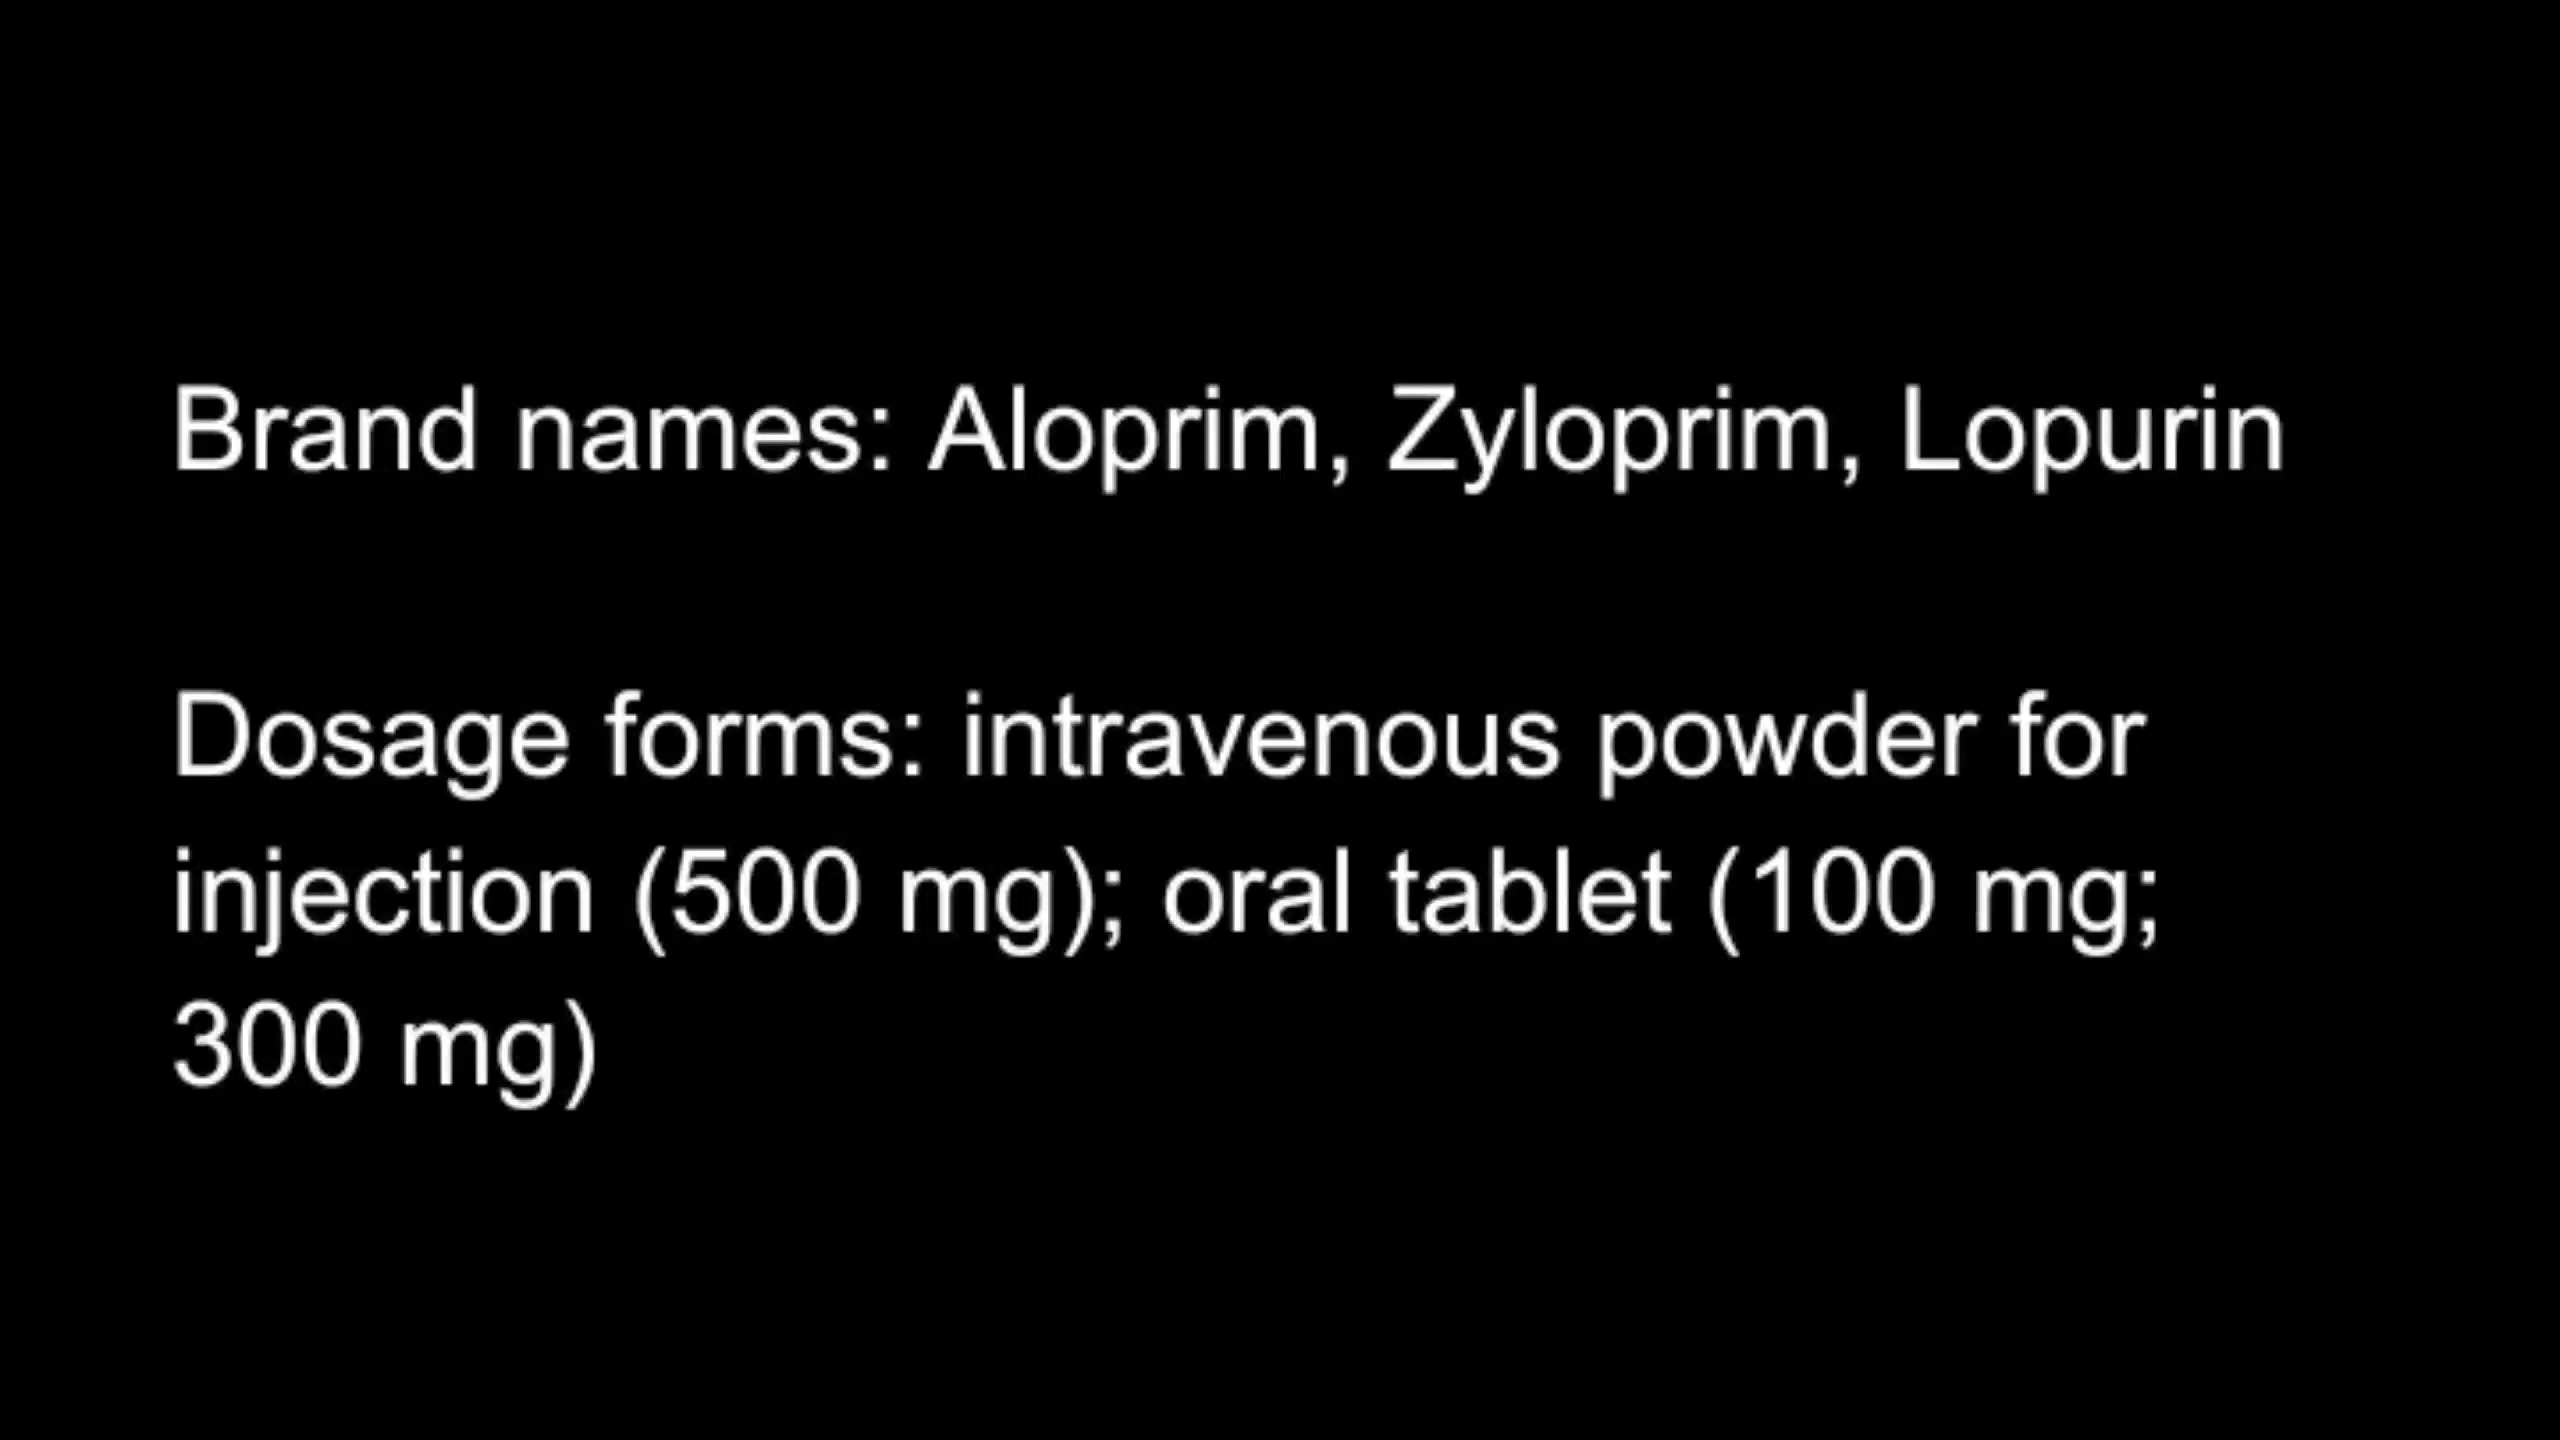 Brand names: Aloprim, Zyloprim, Lopurin
Dosage forms: intravenous powder for
injection (500 mg); oral tablet (100 mg;
300 mg)